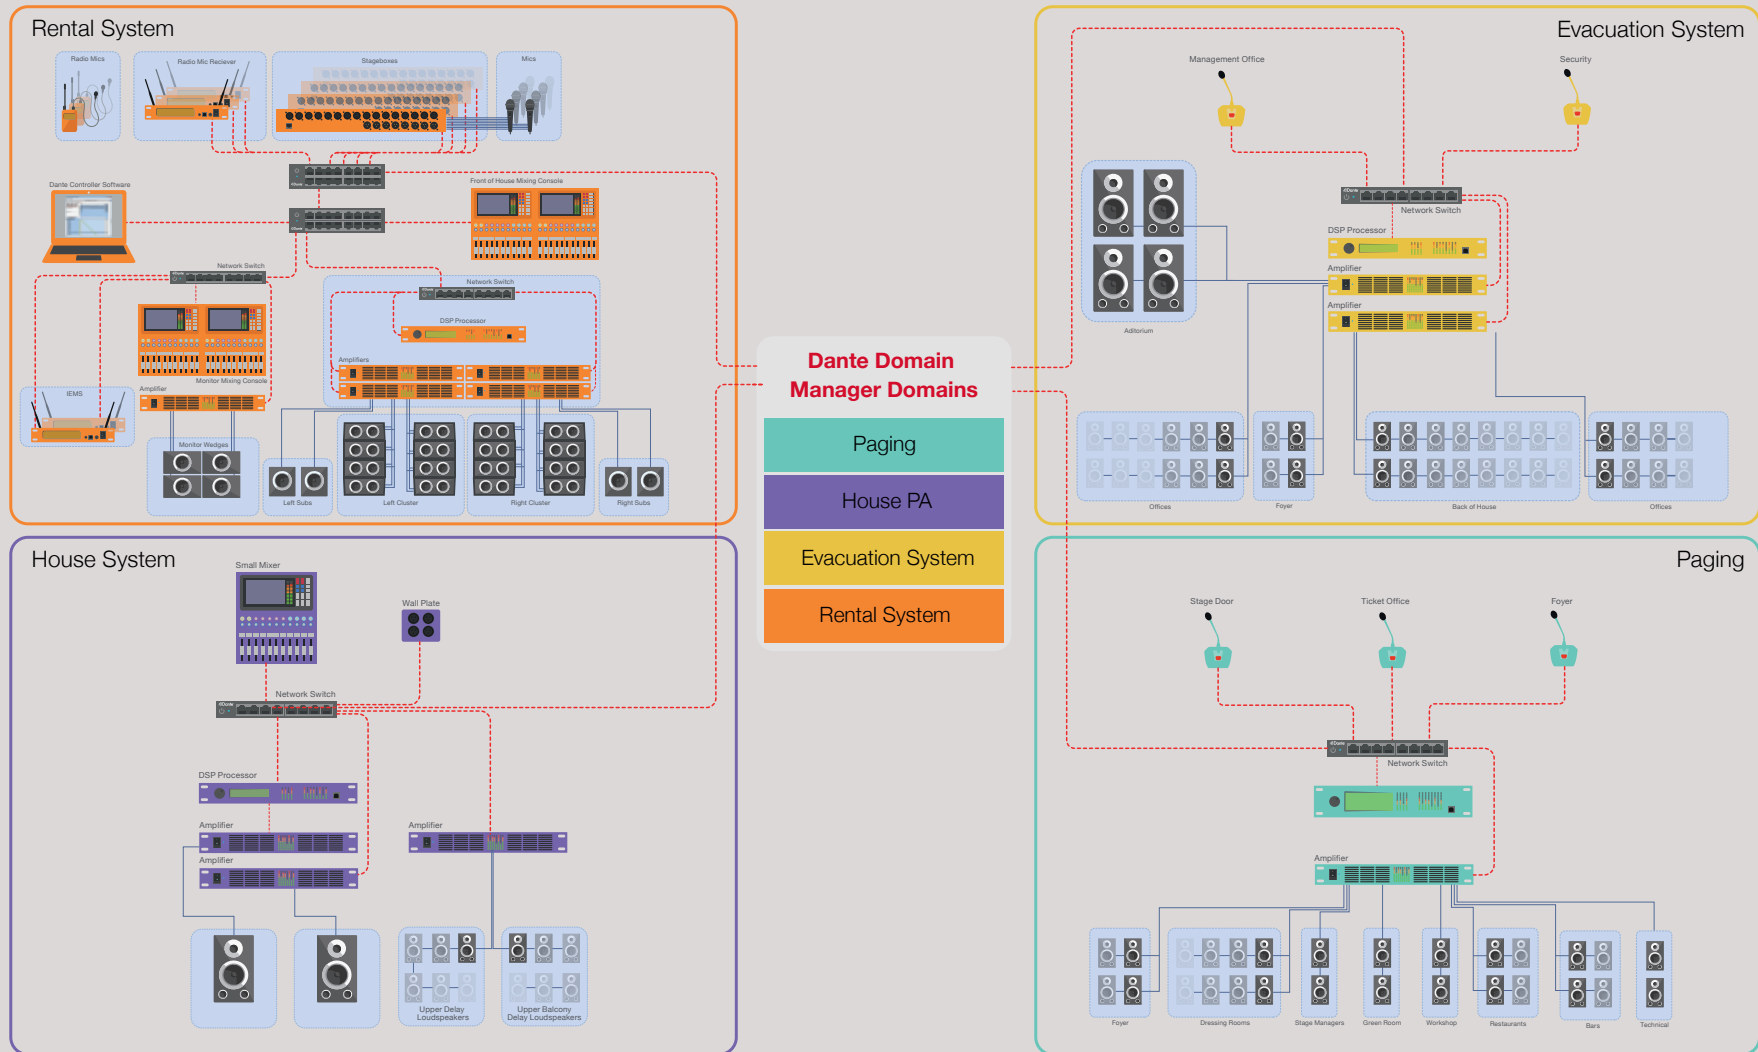 Rental System
Radio Mics
Radio Mic Reciever
Stageboxes
Mics
Dante
Dante Controller Software
Front of House Mixing Console
Dante
Network Switch
Network Switch
DSP Processor
Monitor Mixing Console
Amplifiers
Amplifier
IEMS
Monitor Wedges
Left Subs
Left Cluster
Right Cluster
Right Subs
Evacuation System
Management Office
Security
Dante
Network Switch
DSP Processor
Amplifier
Amplifier
Aditorium
Offices
Foyer
Back of House
Offices
Dante Domain
Manager Domains
Paging
House PA
Evacuation System
Rental System
House System
Small Mixer
Wall Plate
Network Switch
Dante
DSP Processor
Amplifier
Amplifier
Amplifier
Upper Delay
Loudspeakers
Upper Balcony
Delay Loudspeakers
Paging
Stage Door
Ticket Office
Foyer
Dante
Network Switch
Amplifier
Foyer
Dressing Rooms
Stage Managers
Green Room
Workshop
Restaurants
Bars
Technical